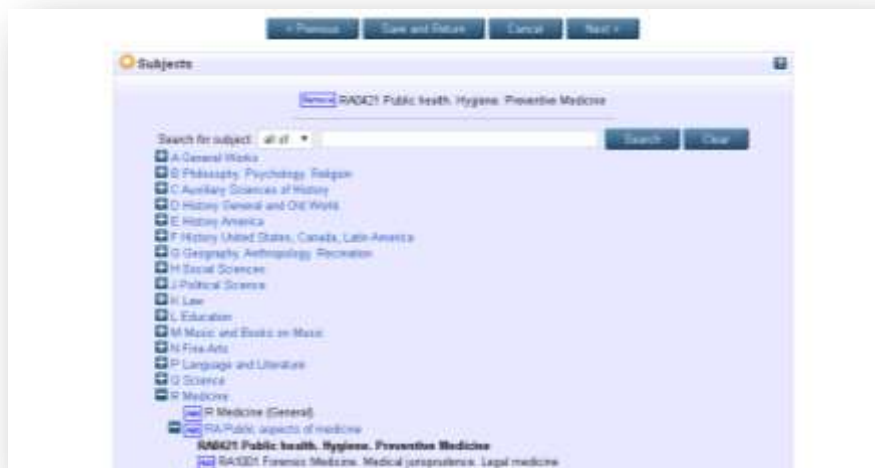 < Previous Save and Return Cancel Next >
Subjects
Remove RA0421 Public health. Hygiene. Preventive Medicine
Search for subject: all of Search Clear
A General Works
B Philosophy. Psychology. Religion
C Auxiliary Sciences of History
D History General and Old World
E History America
F History United States, Canada, Latin America
G Geography. Anthropology. Recreation
H Social Sciences
J Political Science
K Law
L Education
M Music and Books on Music
N Fine Arts
P Language and Literature
Q Science
R Medicine
Add R Medicine (General)
Add RA Public aspects of medicine
RA0421 Public health. Hygiene. Preventive Medicine
Add RA1001 Forensic Medicine. Medical jurisprudence. Legal medicine